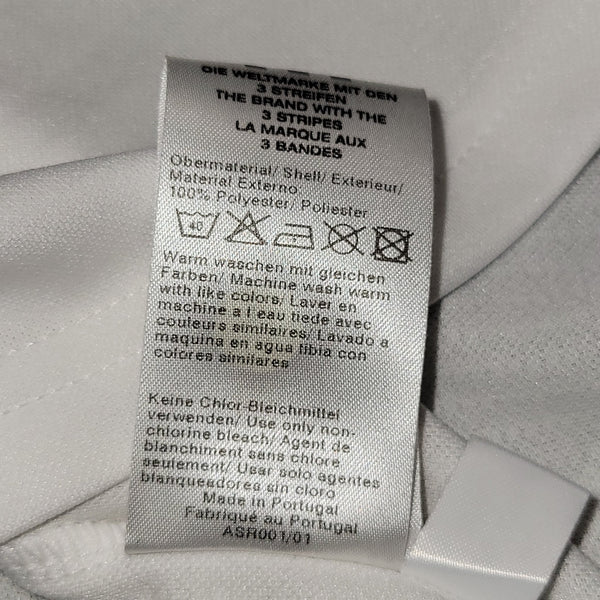 DIE WELTMARKE MIT DEN
3 STREIFEN
THE BRAND WITH THE
3 STRIPES
LA MARQUE AUX
3 BANDES
Obermaterial/ Shell/ Exterieur/
Material Externo
100% Polyester/ Poliester
40
Warm waschen mit gleichen
Farben/ Machine wash warm
with like colors/ Laver en
machine a l'eau tiede avec
couleurs similaires/ Lavado a
maquina en agua tibia con
colores similares
Keine Chlor-Bleichmittel
verwenden/ Use only non-
chlorine bleach/ Agent de
blanchiment sans chlore
seulement/ Usar solo agentes
blanqueadores sin cloro
Made in Portugal
Fabriqué au Portugal
ASR001/01